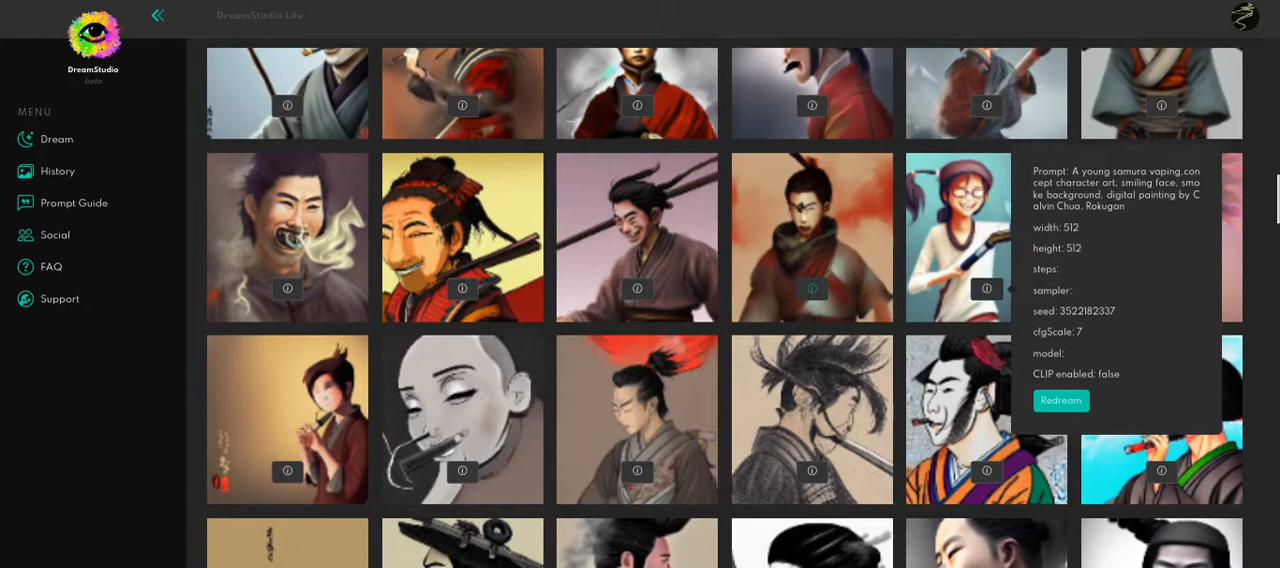 DreamStudio Lite
DreamStudio
beta
MENU
Dream
History
Prompt Guide
Social
FAQ
Support
Prompt: A young samura vaping,con
cept character art, smiling face, smo
ke background, digital painting by C
alvin Chua, Rokugan
width: 512
height: 512
steps:
sampler:
seed: 3522182337
cfgScale: 7
model:
CLIP enabled: false
Redream